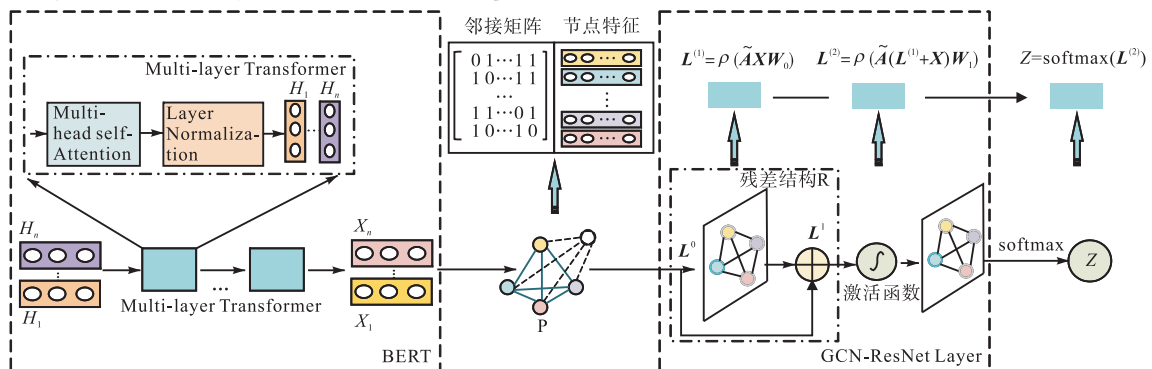 邻接矩阵 节点特征
0 1 ··· ··· 1 1
1 0 ··· ··· 1 1
...
1 1 ··· ··· 0 1
1 0 ··· ··· 1 0
Multi-layer Transformer
H₁ Hₙ
Multi-
head self-
Attention
Layer
Normaliza-
tion
L⁽¹⁾=ρ(ÃXW₀)
L⁽²⁾=ρ(Ã(L⁽¹⁾+X)W₁)
Z=softmax(L⁽²⁾)
残差结构R
Hₙ
H₁
...
Multi-layer Transformer
Xₙ
X₁
BERT
P
L⁰
L¹
∫
激活函数
softmax
Z
GCN-ResNet Layer